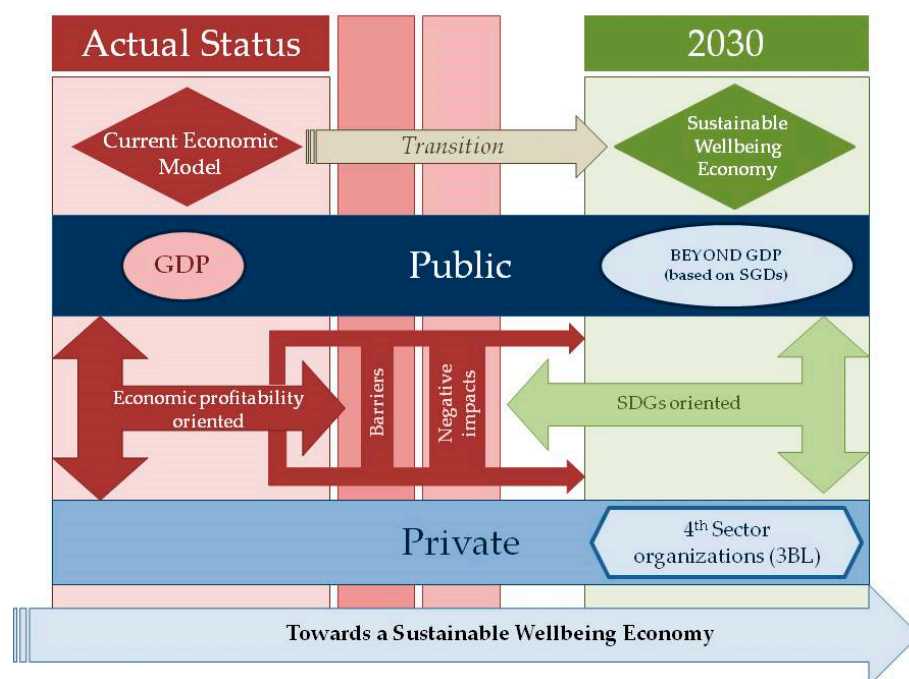 Actual Status
2030
Current Economic
Model
Transition
Sustainable
Wellbeing
Economy
GDP
Public
BEYOND GDP
(based on SGDs)
Economic profitability
oriented
Barriers
Negative
impacts
SDGs oriented
Private
4th Sector
organizations (3BL)
Towards a Sustainable Wellbeing Economy